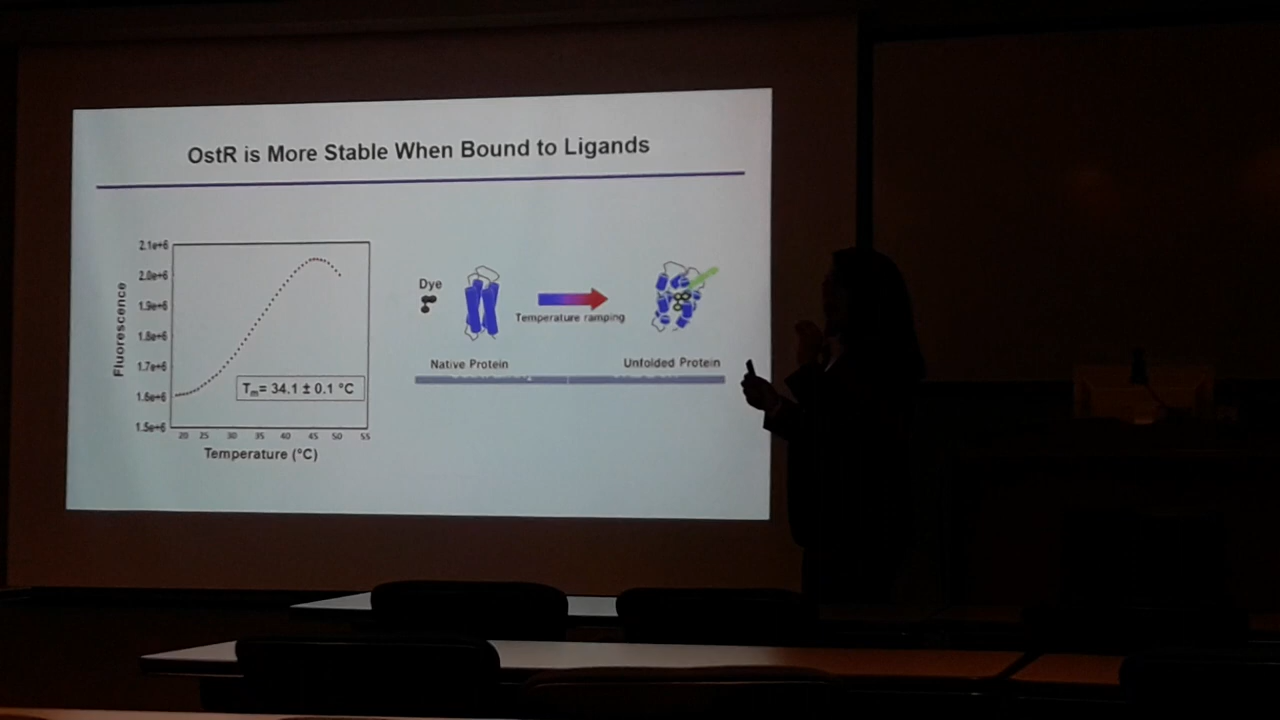 OstR is More Stable When Bound to Ligands
2.1e+6
2.0e+6
1.9e+6
1.8e+6
1.7e+6
1.6e+6
1.5e+6
Fluorescence
Tm= 34.1 ± 0.1 °C
20 25 30 35 40 45 50 55
Temperature (°C)
Dye
Temperature ramping
Native Protein
Unfolded Protein